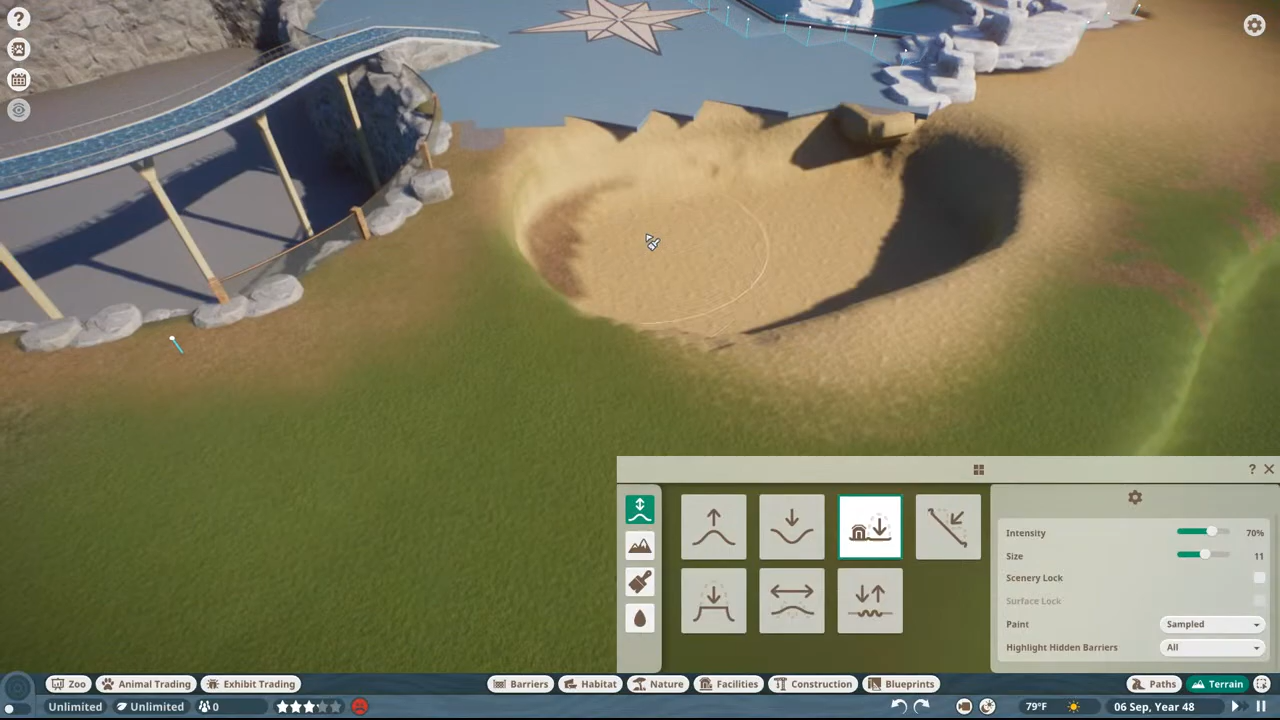 ?
? ×
Intensity 70%
Size 11
Scenery Lock
Surface Lock
Paint Sampled
Highlight Hidden Barriers All
Zoo Animal Trading Exhibit Trading Barriers Habitat Nature Facilities Construction Blueprints Paths Terrain
Unlimited Unlimited 0 79°F 06 Sep, Year 48